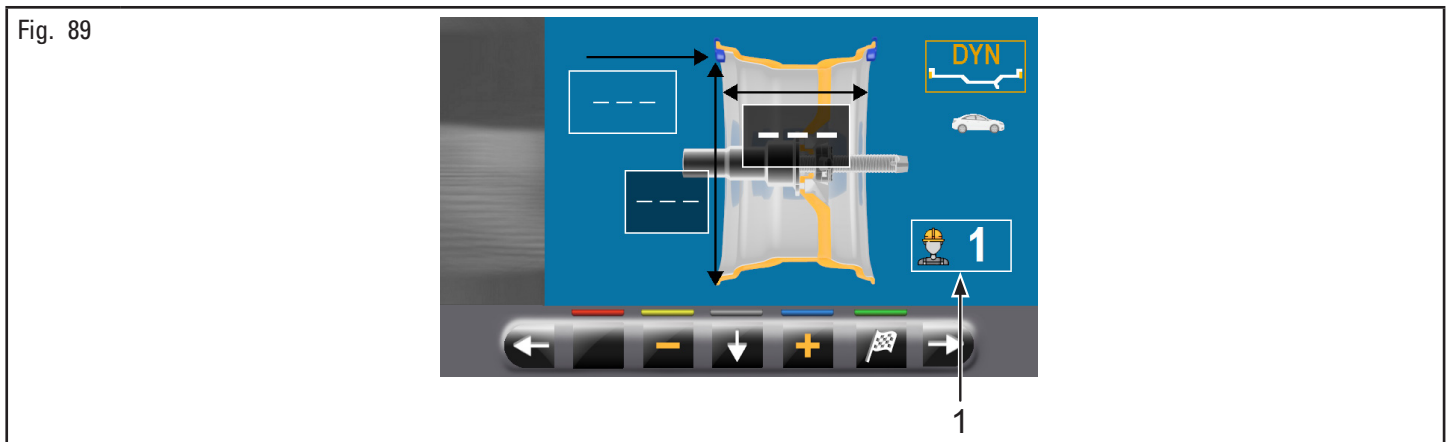 Fig. 89
DYN
– – –
– – –
– – –
1
1